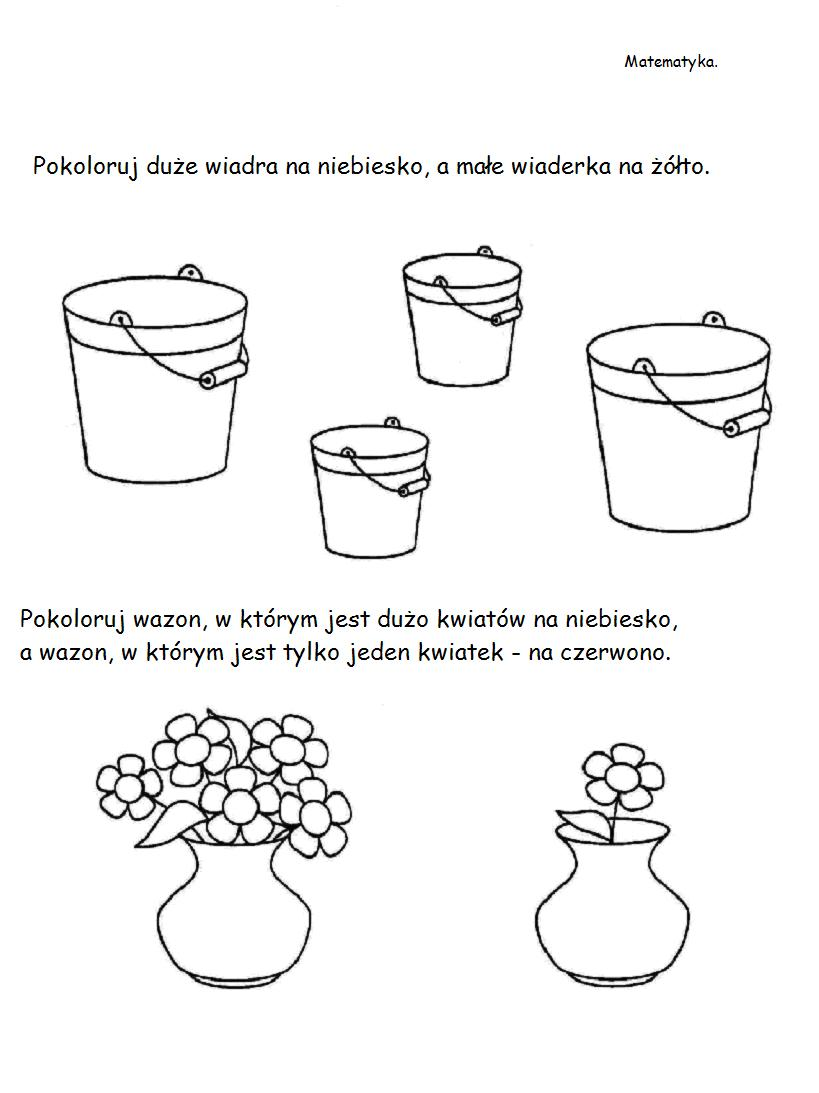 Matematyka.
Pokoloruj duże wiadra na niebiesko, a małe wiaderka na żółto.
Pokoloruj wazon, w którym jest dużo kwiatów na niebiesko,
a wazon, w którym jest tylko jeden kwiatek - na czerwono.